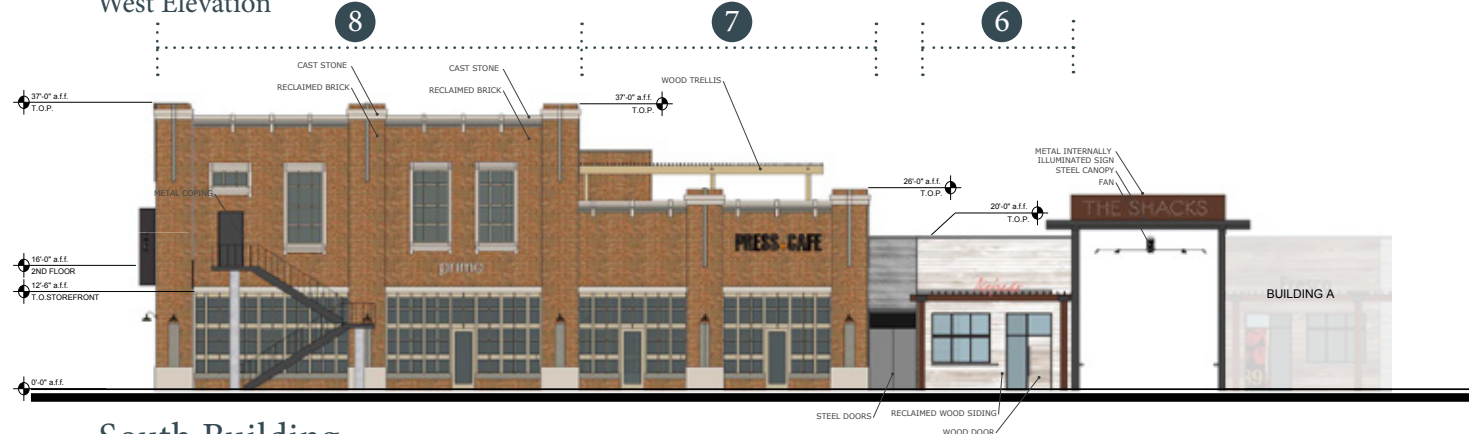 West Elevation
8
7
6
CAST STONE
RECLAIMED BRICK
CAST STONE
RECLAIMED BRICK
WOOD TRELLIS
37'-0" a.f.f.
T.O.P.
37'-0" a.f.f.
T.O.P.
METAL INTERNALLY
ILLUMINATED SIGN
STEEL CANOPY
FAN
26'-0" a.f.f.
T.O.P.
20'-0" a.f.f.
T.O.P.
METAL COPING
THE SHACKS
PRESS CAFE
prime
16'-0" a.f.f.
2ND FLOOR
12'-6" a.f.f.
T.O.STOREFRONT
BUILDING A
0'-0" a.f.f.
STEEL DOORS
RECLAIMED WOOD SIDING
WOOD DOOR
South Building